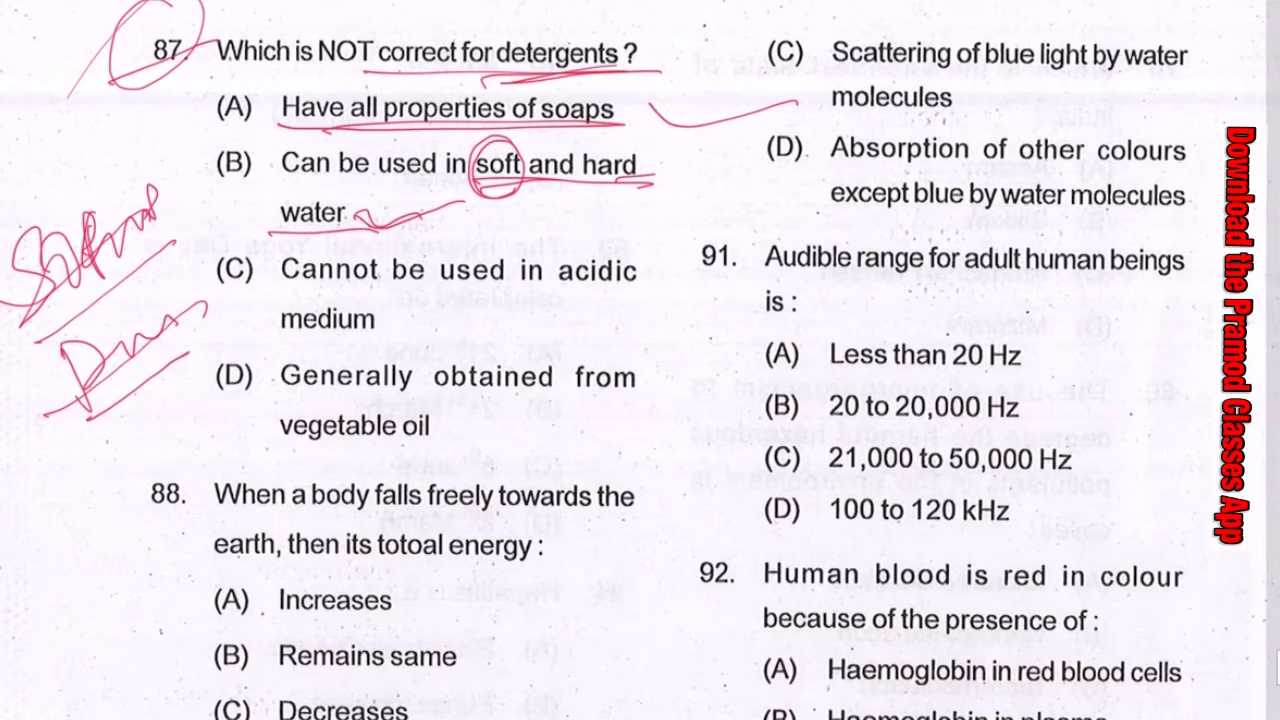 87. Which is NOT correct for detergents ?
(A) Have all properties of soaps
(B) Can be used in soft and hard
water
(C) Cannot be used in acidic
medium
(D) Generally obtained from
vegetable oil
88. When a body falls freely towards the
earth, then its totoal energy :
(A) Increases
(B) Remains same
(C) Decreases
(C) Scattering of blue light by water
molecules
(D) Absorption of other colours
except blue by water molecules
91. Audible range for adult human beings
is :
(A) Less than 20 Hz
(B) 20 to 20,000 Hz
(C) 21,000 to 50,000 Hz
(D) 100 to 120 kHz
92. Human blood is red in colour
because of the presence of :
(A) Haemoglobin in red blood cells
(B) Haemoglobin in plasma
Download the Pramod Classes App